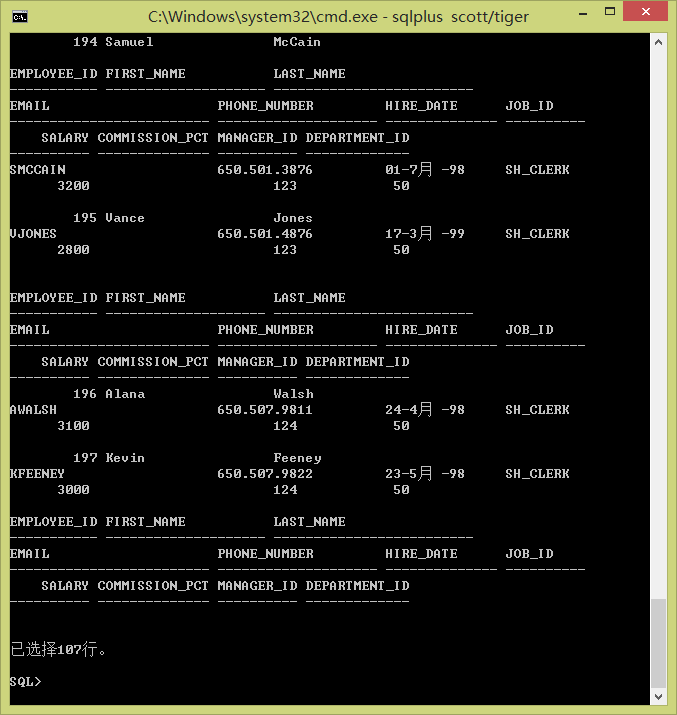 C:\Windows\system32\cmd.exe - sqlplus  scott/tiger
        194 Samuel               McCain
EMPLOYEE_ID FIRST_NAME           LAST_NAME
----------- -------------------- -------------------------
EMAIL                     PHONE_NUMBER         HIRE_DATE      JOB_ID
------------------------- -------------------- -------------- ----------
    SALARY COMMISSION_PCT MANAGER_ID DEPARTMENT_ID
---------- -------------- ---------- -------------
SMCCAIN                   650.501.3876         01-7月 -98     SH_CLERK
      3200                       123            50
        195 Vance                Jones
VJONES                    650.501.4876         17-3月 -99     SH_CLERK
      2800                       123            50
EMPLOYEE_ID FIRST_NAME           LAST_NAME
----------- -------------------- -------------------------
EMAIL                     PHONE_NUMBER         HIRE_DATE      JOB_ID
------------------------- -------------------- -------------- ----------
    SALARY COMMISSION_PCT MANAGER_ID DEPARTMENT_ID
---------- -------------- ---------- -------------
        196 Alana                Walsh
AWALSH                    650.507.9811         24-4月 -98     SH_CLERK
      3100                       124            50
        197 Kevin                Feeney
KFEENEY                   650.507.9822         23-5月 -98     SH_CLERK
      3000                       124            50
EMPLOYEE_ID FIRST_NAME           LAST_NAME
----------- -------------------- -------------------------
EMAIL                     PHONE_NUMBER         HIRE_DATE      JOB_ID
------------------------- -------------------- -------------- ----------
    SALARY COMMISSION_PCT MANAGER_ID DEPARTMENT_ID
---------- -------------- ---------- -------------
已选择107行。
SQL>